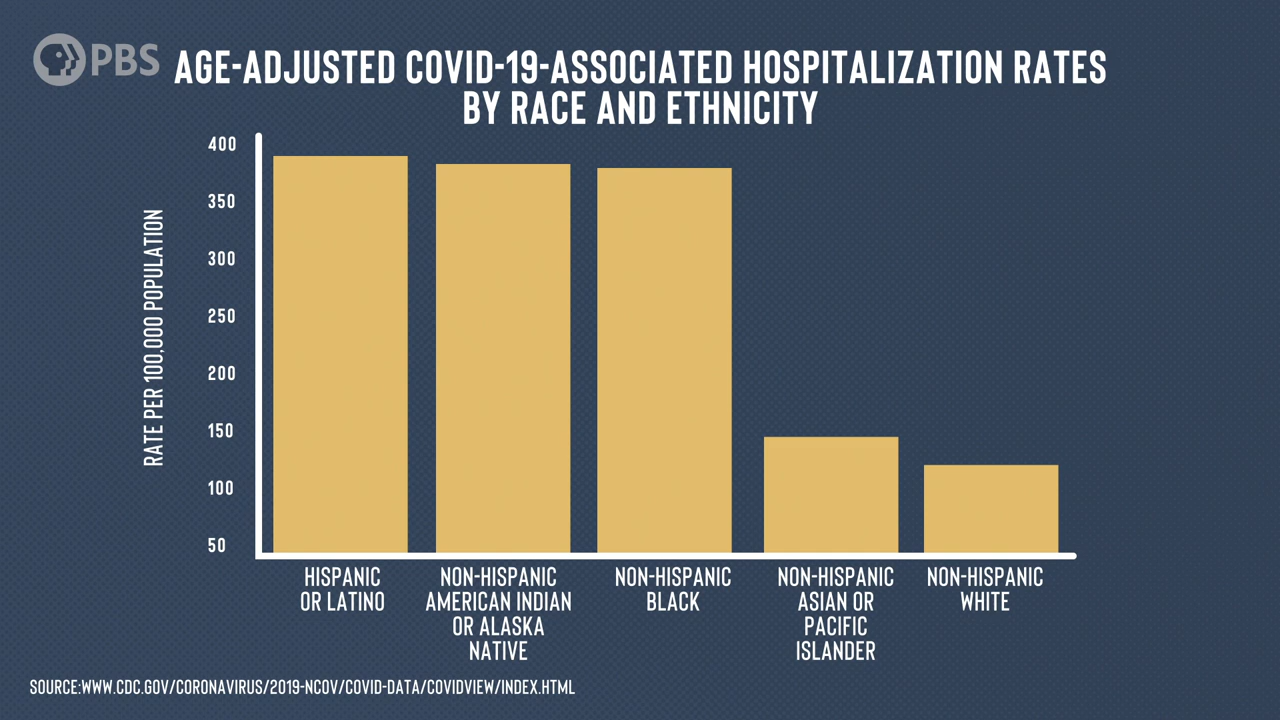 PBS
AGE-ADJUSTED COVID-19-ASSOCIATED HOSPITALIZATION RATES
BY RACE AND ETHNICITY
RATE PER 100,000 POPULATION
400
350
300
250
200
150
100
50
HISPANIC
OR LATINO
NON-HISPANIC
AMERICAN INDIAN
OR ALASKA
NATIVE
NON-HISPANIC
BLACK
NON-HISPANIC
ASIAN OR
PACIFIC
ISLANDER
NON-HISPANIC
WHITE
SOURCE:WWW.CDC.GOV/CORONAVIRUS/2019-NCOV/COVID-DATA/COVIDVIEW/INDEX.HTML